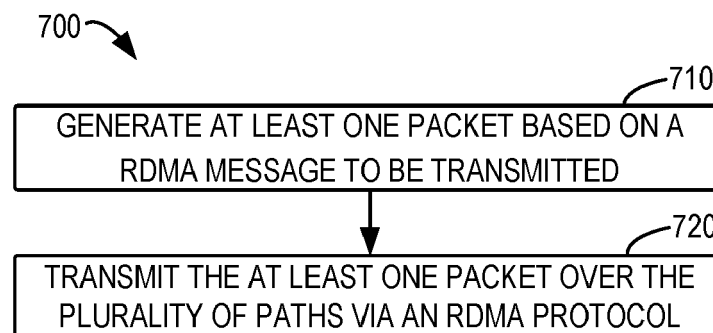 700
710
GENERATE AT LEAST ONE PACKET BASED ON A
RDMA MESSAGE TO BE TRANSMITTED
720
TRANSMIT THE AT LEAST ONE PACKET OVER THE
PLURALITY OF PATHS VIA AN RDMA PROTOCOL